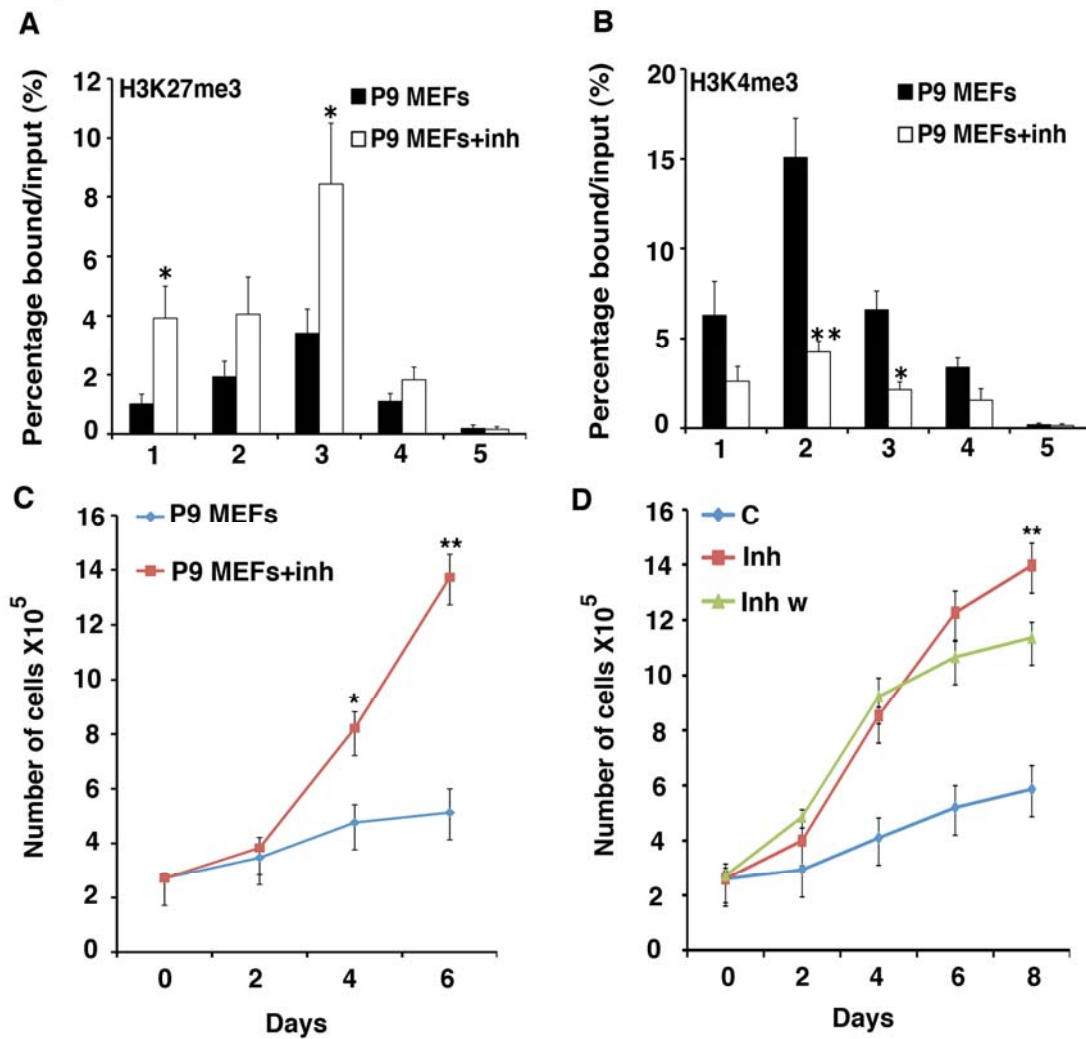 A
Percentage bound/input (%)
12
10
8
6
4
2
0
H3K27me3
P9 MEFs
P9 MEFs+inh
*
*
1 2 3 4 5
B
Percentage bound/input (%)
20
15
10
5
0
H3K4me3
P9 MEFs
P9 MEFs+inh
**
*
1 2 3 4 5
C
Number of cells X10^5
16
14
12
10
8
6
4
2
0
P9 MEFs
P9 MEFs+inh
*
**
0 2 4 6
Days
D
Number of cells X10^5
16
14
12
10
8
6
4
2
0
C
Inh
Inh w
**
0 2 4 6 8
Days